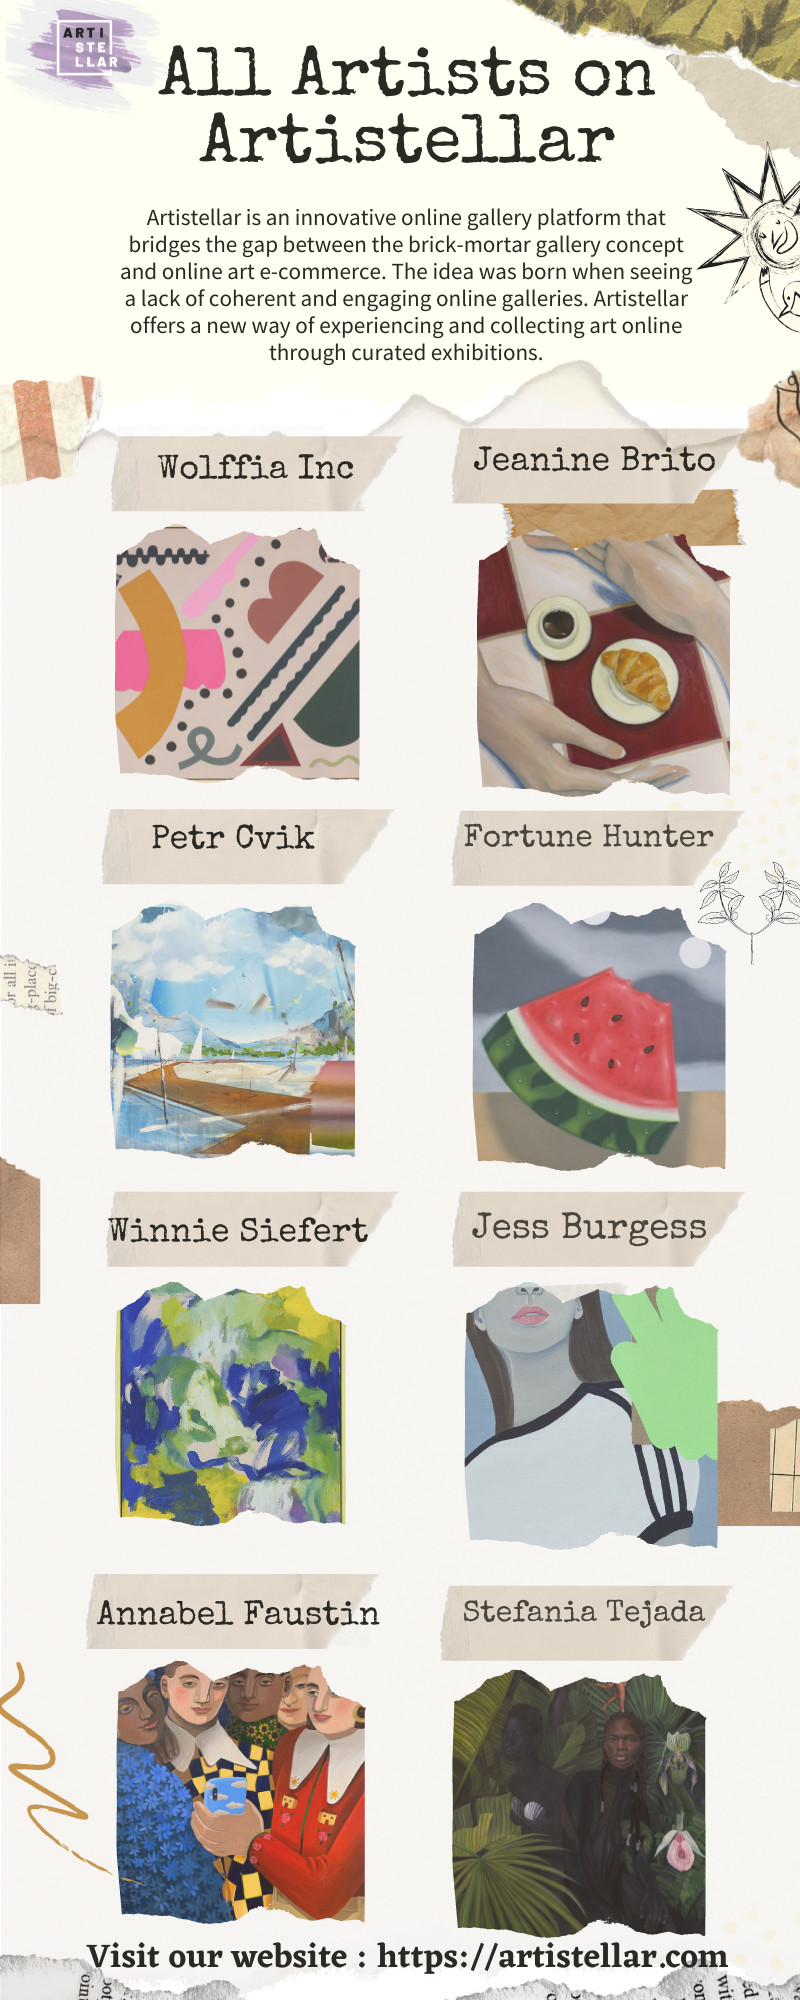 ARTI
STE
LLAR
All Artists on
Artistellar
Artistellar is an innovative online gallery platform that
bridges the gap between the brick-mortar gallery concept
and online art e-commerce. The idea was born when seeing
a lack of coherent and engaging online galleries. Artistellar
offers a new way of experiencing and collecting art online
through curated exhibitions.
Wolffia Inc
Jeanine Brito
Petr Cvik
Fortune Hunter
or all i
r-place
f big-c
Winnie Siefert
Jess Burgess
Annabel Faustin
Stefania Tejada
Visit our website : https://artistellar.com